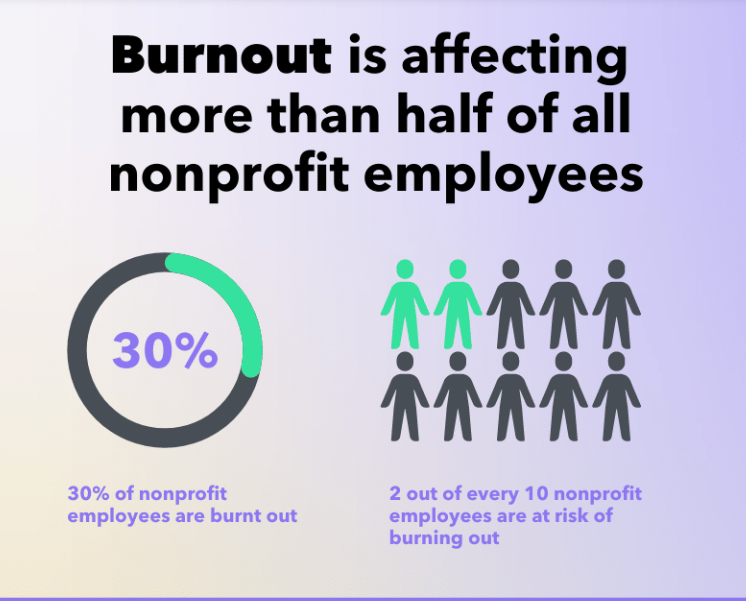 Burnout is affecting
more than half of all
nonprofit employees
30%
30% of nonprofit
employees are burnt out
2 out of every 10 nonprofit
employees are at risk of
burning out